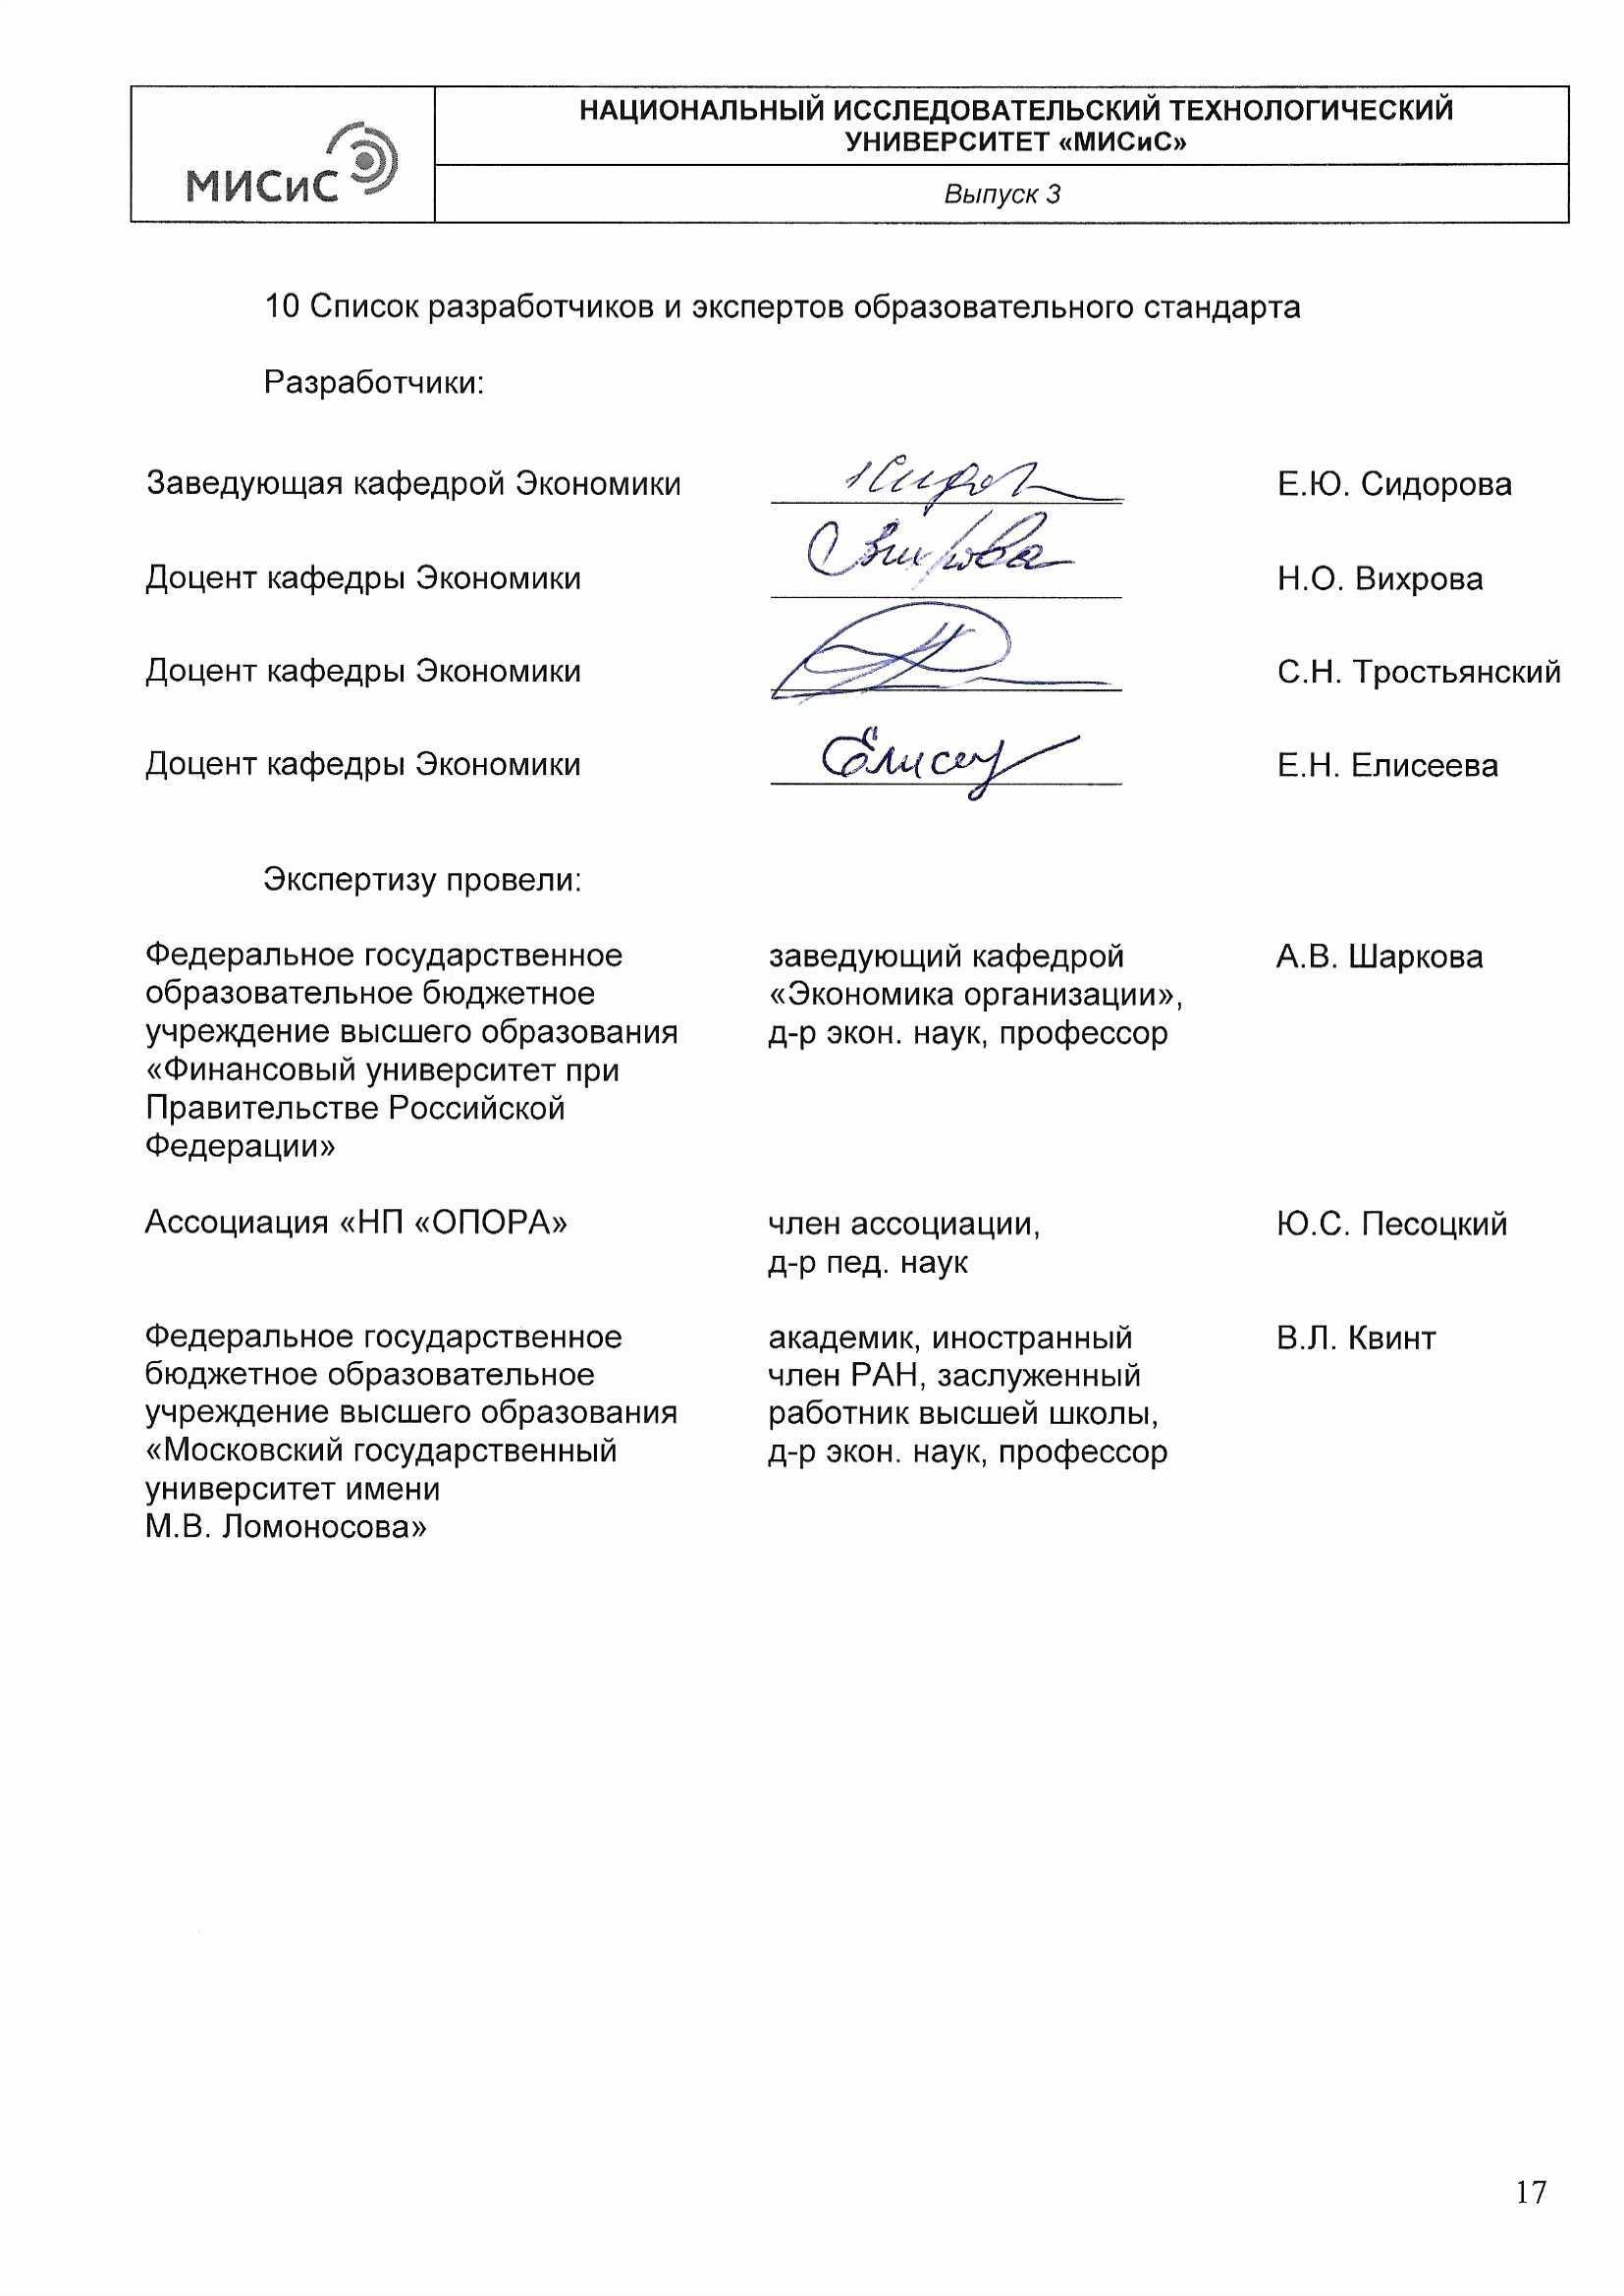 МИСиС
НАЦИОНАЛЬНЫЙ ИССЛЕДОВАТЕЛЬСКИЙ ТЕХНОЛОГИЧЕСКИЙ
УНИВЕРСИТЕТ «МИСиС»
Выпуск 3
10 Список разработчиков и экспертов образовательного стандарта
Разработчики:
Заведующая кафедрой Экономики Е.Ю. Сидорова
Доцент кафедры Экономики Н.О. Вихрова
Доцент кафедры Экономики С.Н. Тростьянский
Доцент кафедры Экономики Е.Н. Елисеева
Экспертизу провели:
Федеральное государственное заведующий кафедрой А.В. Шаркова
образовательное бюджетное «Экономика организации»,
учреждение высшего образования д-р экон. наук, профессор
«Финансовый университет при
Правительстве Российской
Федерации»
Ассоциация «НП «ОПОРА» член ассоциации, Ю.С. Песоцкий
д-р пед. наук
Федеральное государственное академик, иностранный В.Л. Квинт
бюджетное образовательное член РАН, заслуженный
учреждение высшего образования работник высшей школы,
«Московский государственный д-р экон. наук, профессор
университет имени
М.В. Ломоносова»
17